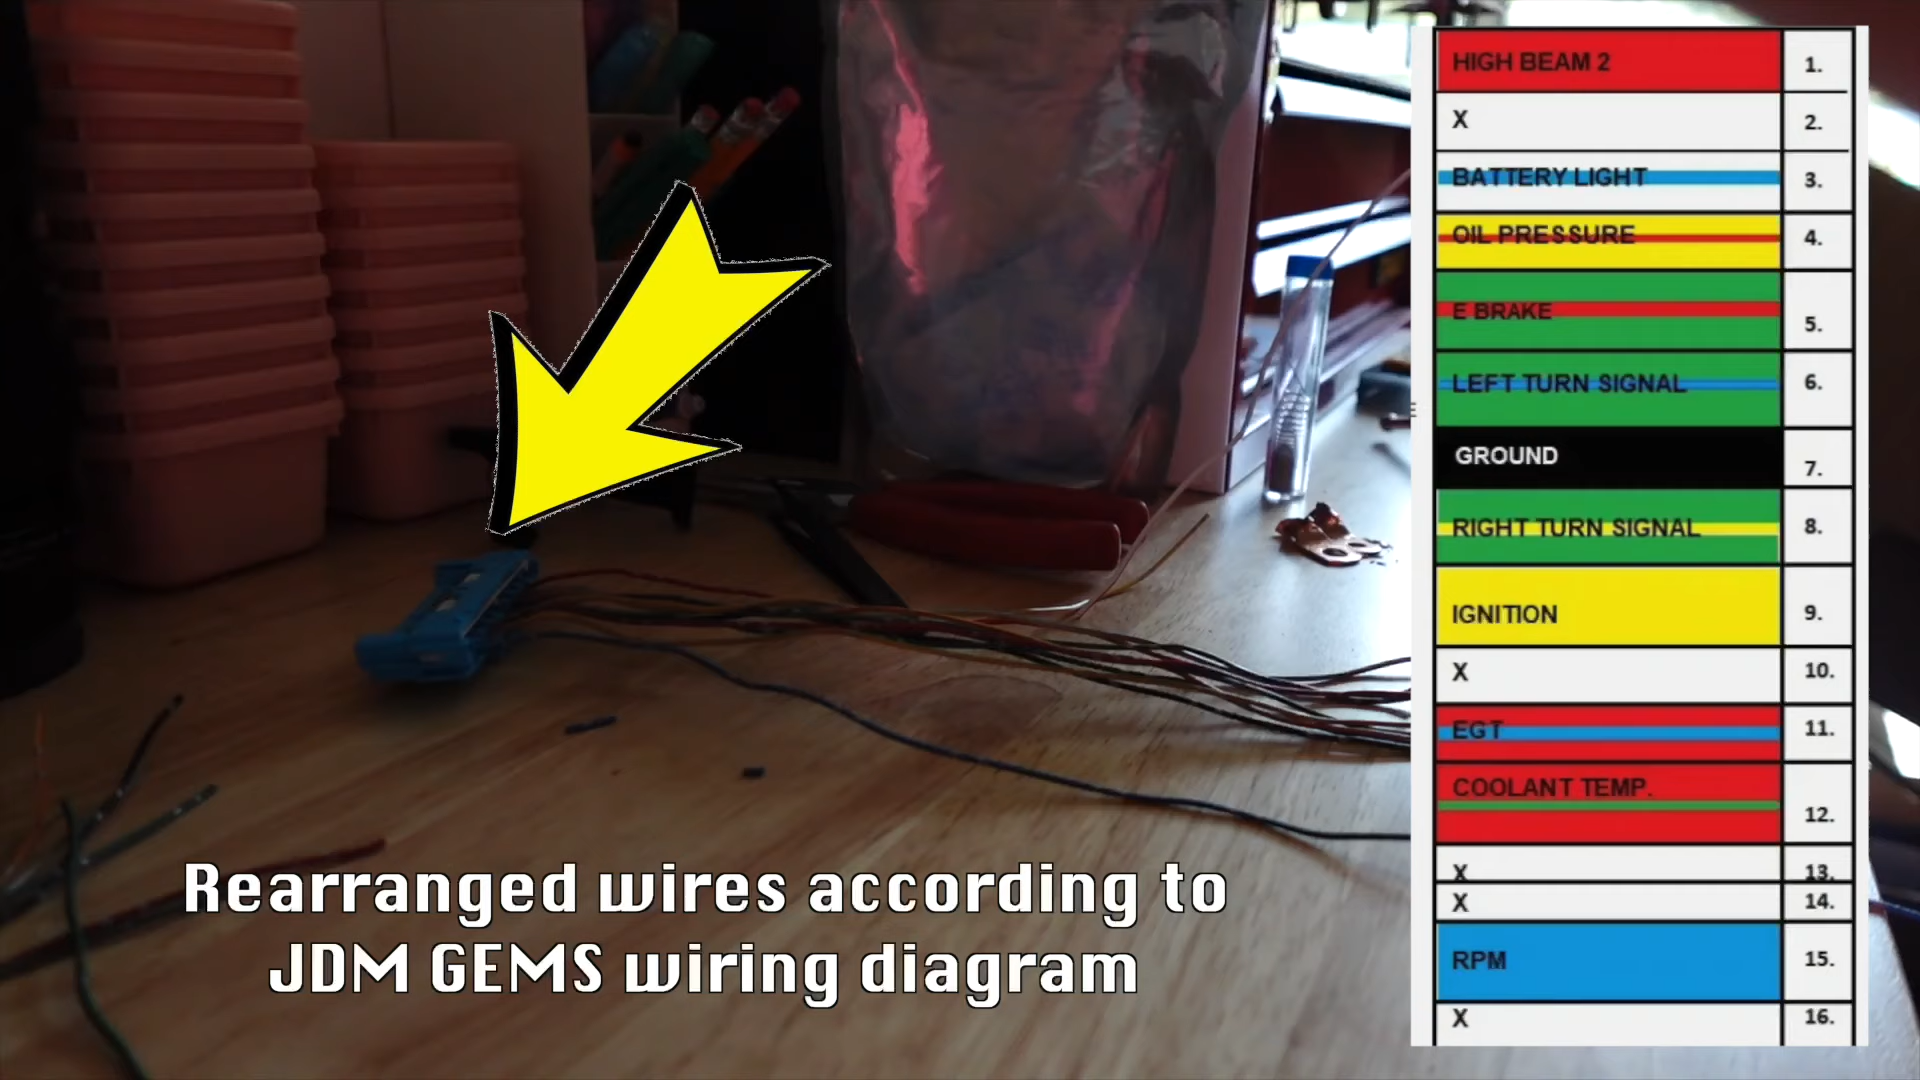 HIGH BEAM 2 1.
X 2.
BATTERY LIGHT 3.
OIL PRESSURE 4.
E BRAKE 5.
LEFT TURN SIGNAL 6.
GROUND 7.
RIGHT TURN SIGNAL 8.
IGNITION 9.
X 10.
EGT 11.
COOLANT TEMP. 12.
X 13.
X 14.
RPM 15.
X 16.
Rearranged wires according to
JDM GEMS wiring diagram